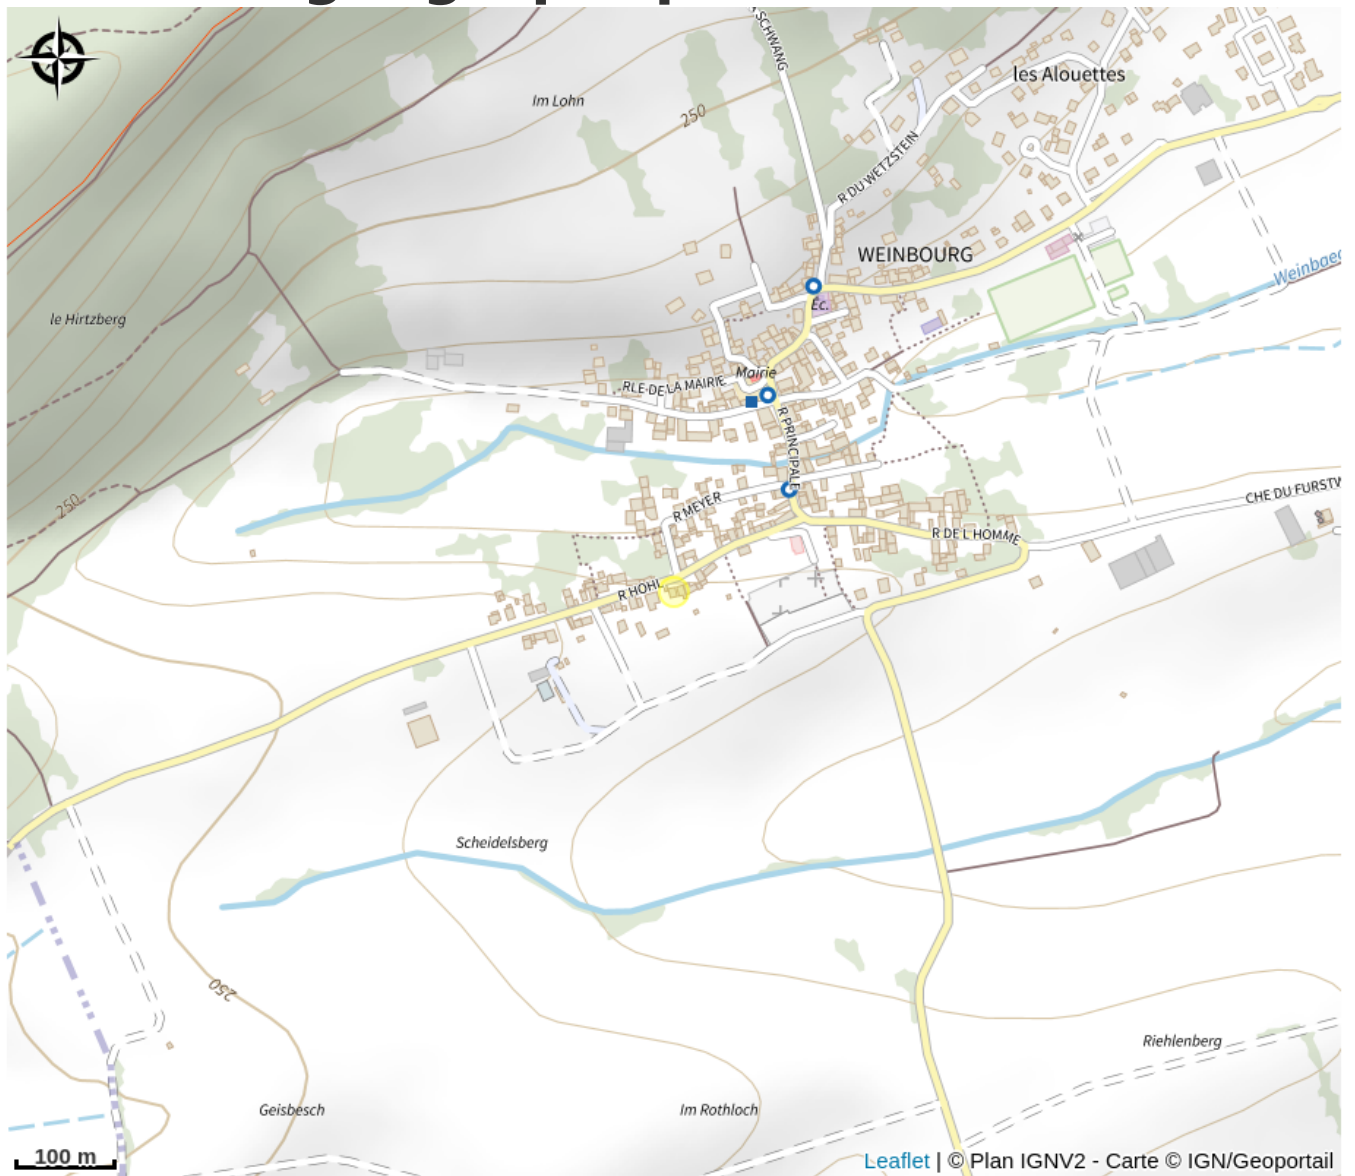 SCHWANG
les Alouettes
Im Lohn
250
R DU WETZSTEIN
WEINBOURG
Éc.
le Hirtzberg
Mairie
RLE DE LA MAIRIE
R PRINCIPALE
250
R MEYER
CHE DU
R DE L HOMME
R HOHL
Scheidelsberg
250
Riehlenberg
Geisbesch
Im Rothloch
100 m
Leaflet | © Plan IGNV2 - Carte © IGN/Geoportail